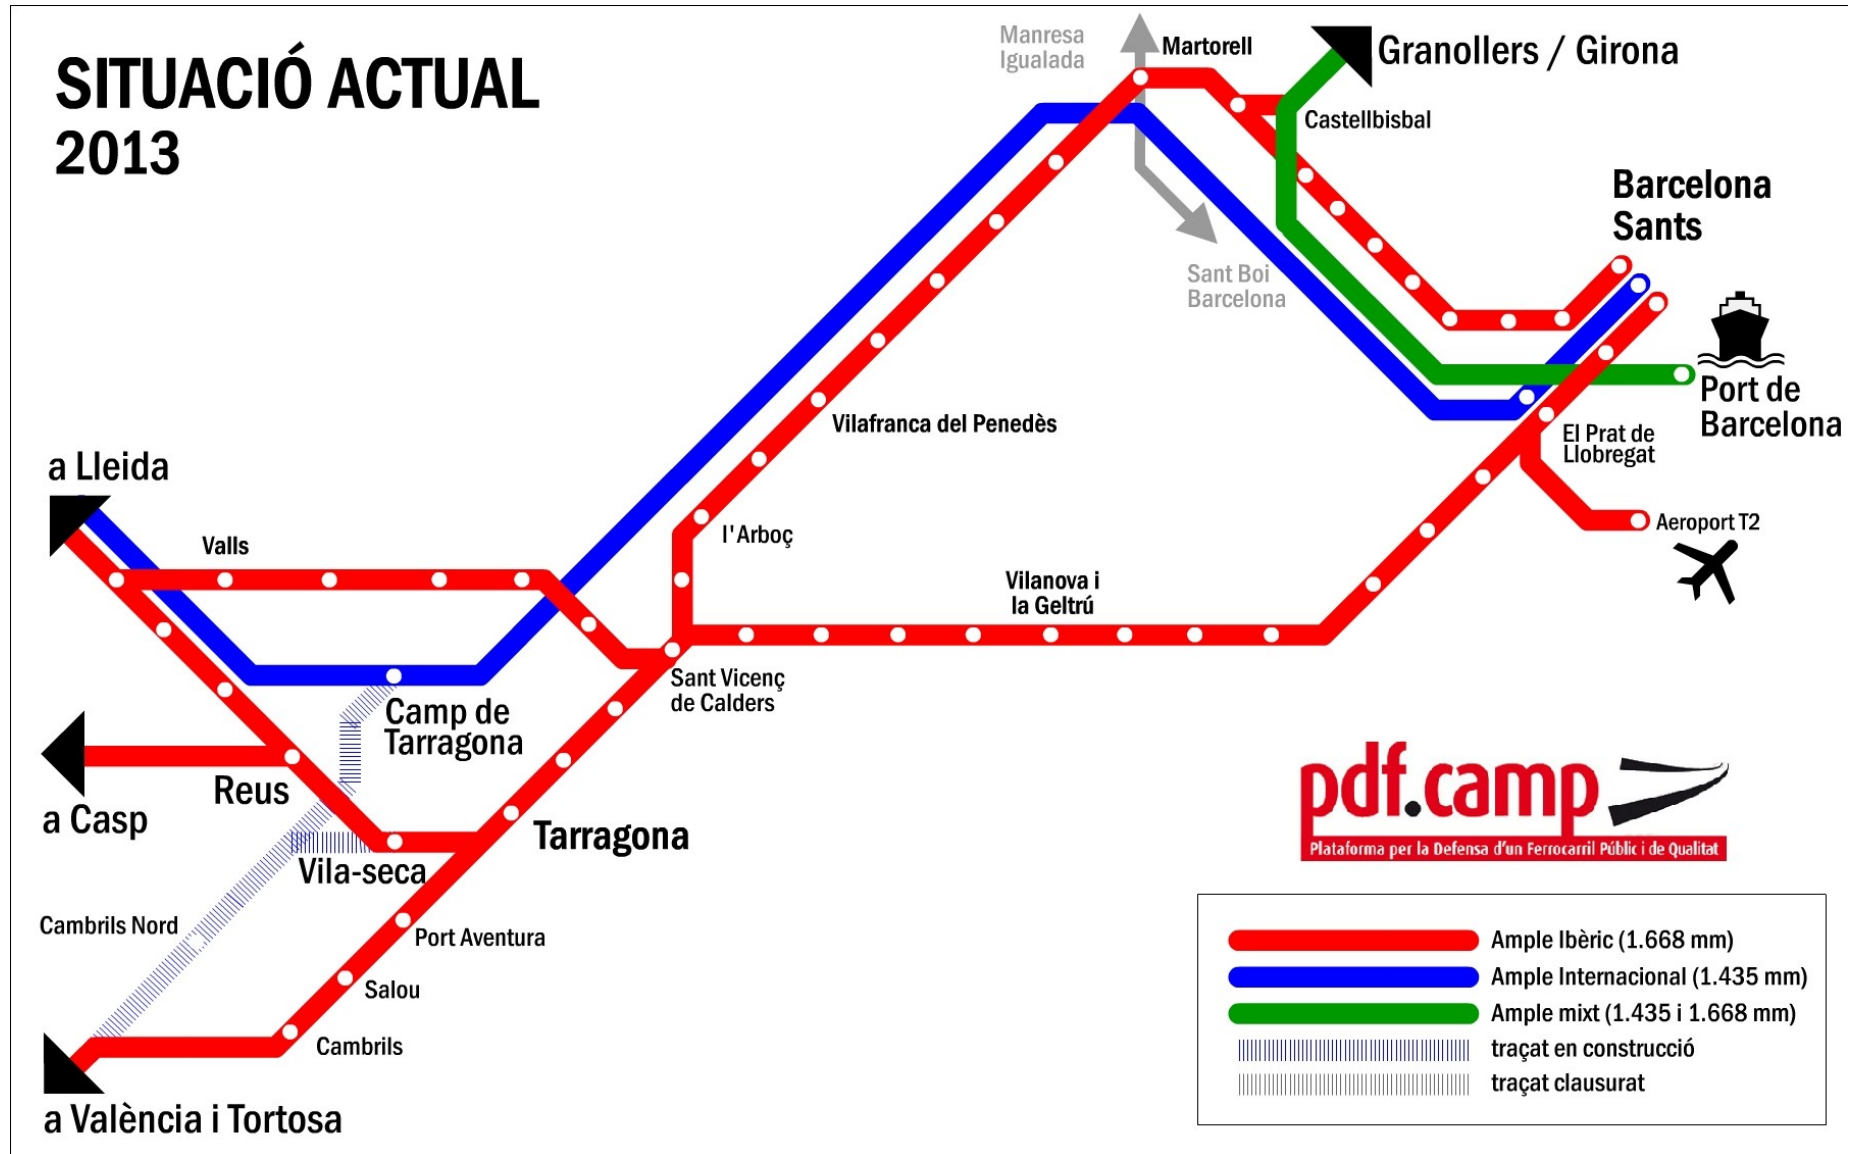 SITUACIÓ ACTUAL
2013
Manresa
Igualada
Martorell
Granollers / Girona
Castellbisbal
Barcelona
Sants
Sant Boi
Barcelona
Port de
Barcelona
Vilafranca del Penedès
El Prat de
Llobregat
a Lleida
Aeroport T2
l'Arboç
Valls
Vilanova i
la Geltrú
Sant Vicenç
de Calders
Camp de
Tarragona
Reus
a Casp
Tarragona
Vila-seca
Cambrils Nord
Port Aventura
Salou
Cambrils
a València i Tortosa
pdf.camp
Plataforma per la Defensa d'un Ferrocarril Públic i de Qualitat
Ample Ibèric (1.668 mm)
Ample Internacional (1.435 mm)
Ample mixt (1.435 i 1.668 mm)
traçat en construcció
traçat clausurat